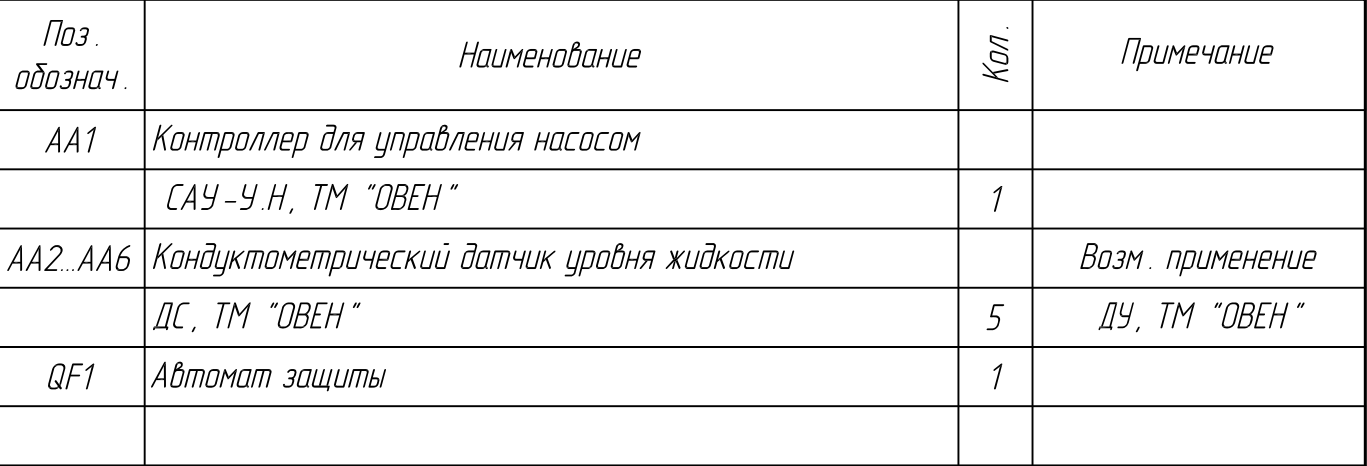 Поз. обознач. Наименование Кол. Примечание
АА1 Контроллер для управления насосом
САУ-У.Н, ТМ "ОВЕН" 1
АА2...АА6 Кондуктометрический датчик уровня жидкости Возм. применение
ДС, ТМ "ОВЕН" 5 ДУ, ТМ "ОВЕН"
QF1 Автомат защиты 1